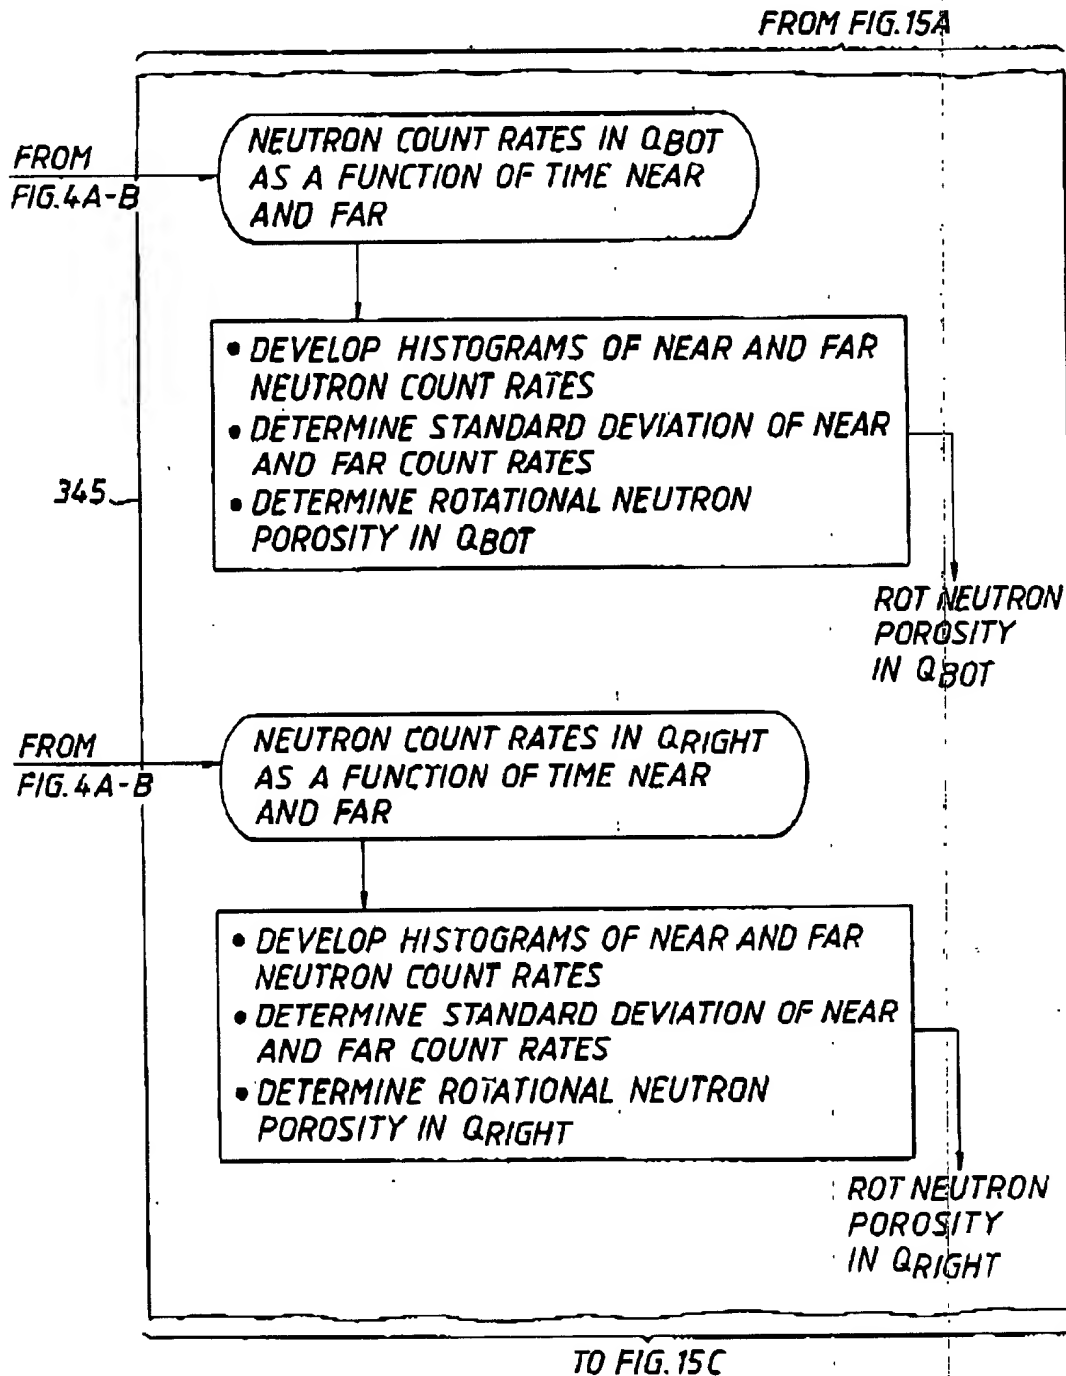 FROM FIG.15A
FROM
FIG.4A-B
NEUTRON COUNT RATES IN QBOT
AS A FUNCTION OF TIME NEAR
AND FAR
• DEVELOP HISTOGRAMS OF NEAR AND FAR
NEUTRON COUNT RATES
• DETERMINE STANDARD DEVIATION OF NEAR
AND FAR COUNT RATES
• DETERMINE ROTATIONAL NEUTRON
POROSITY IN QBOT
345
ROT NEUTRON
POROSITY
IN QBOT
FROM
FIG.4A-B
NEUTRON COUNT RATES IN QRIGHT
AS A FUNCTION OF TIME NEAR
AND FAR
• DEVELOP HISTOGRAMS OF NEAR AND FAR
NEUTRON COUNT RATES
• DETERMINE STANDARD DEVIATION OF NEAR
AND FAR COUNT RATES
• DETERMINE ROTATIONAL NEUTRON
POROSITY IN QRIGHT
ROT NEUTRON
POROSITY
IN QRIGHT
TO FIG.15C